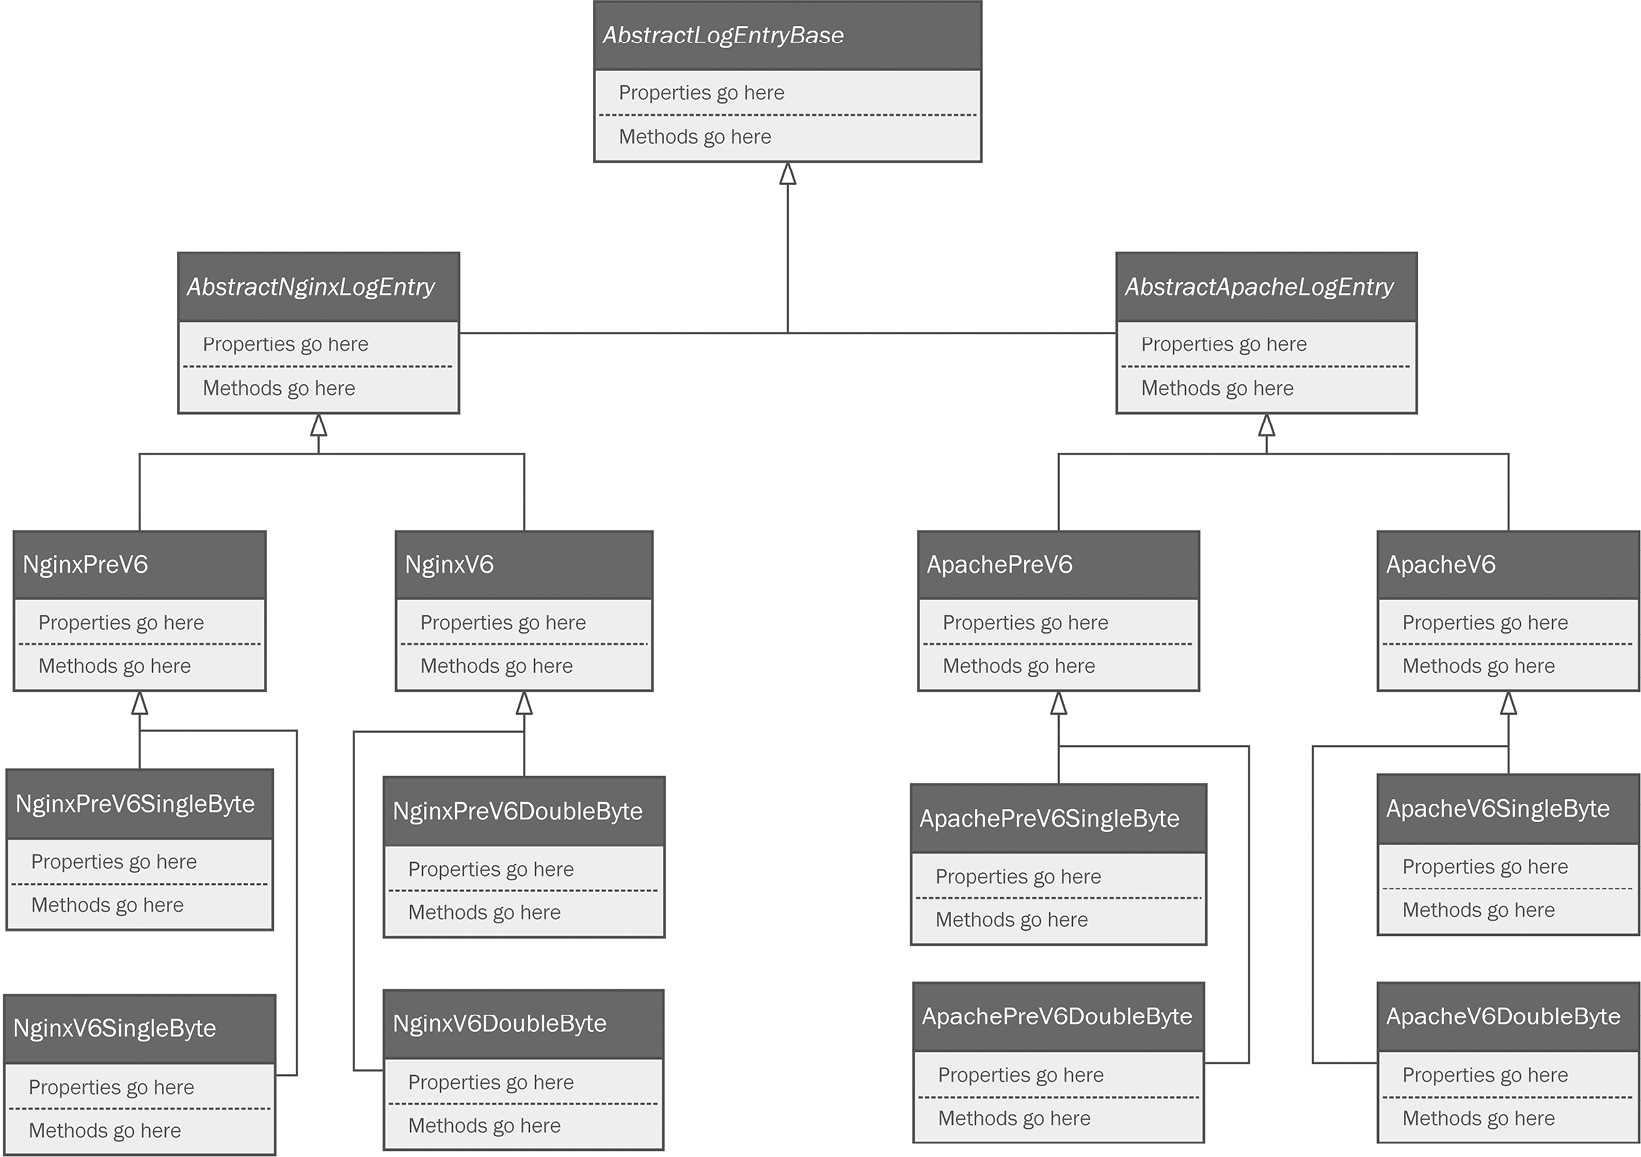 AbstractLogEntryBase
Properties go here
Methods go here
AbstractNginxLogEntry
Properties go here
Methods go here
AbstractApacheLogEntry
Properties go here
Methods go here
NginxPreV6
Properties go here
Methods go here
NginxV6
Properties go here
Methods go here
ApachePreV6
Properties go here
Methods go here
ApacheV6
Properties go here
Methods go here
NginxPreV6SingleByte
Properties go here
Methods go here
NginxPreV6DoubleByte
Properties go here
Methods go here
ApachePreV6SingleByte
Properties go here
Methods go here
ApacheV6SingleByte
Properties go here
Methods go here
NginxV6SingleByte
Properties go here
Methods go here
NginxV6DoubleByte
Properties go here
Methods go here
ApachePreV6DoubleByte
Properties go here
Methods go here
ApacheV6DoubleByte
Properties go here
Methods go here